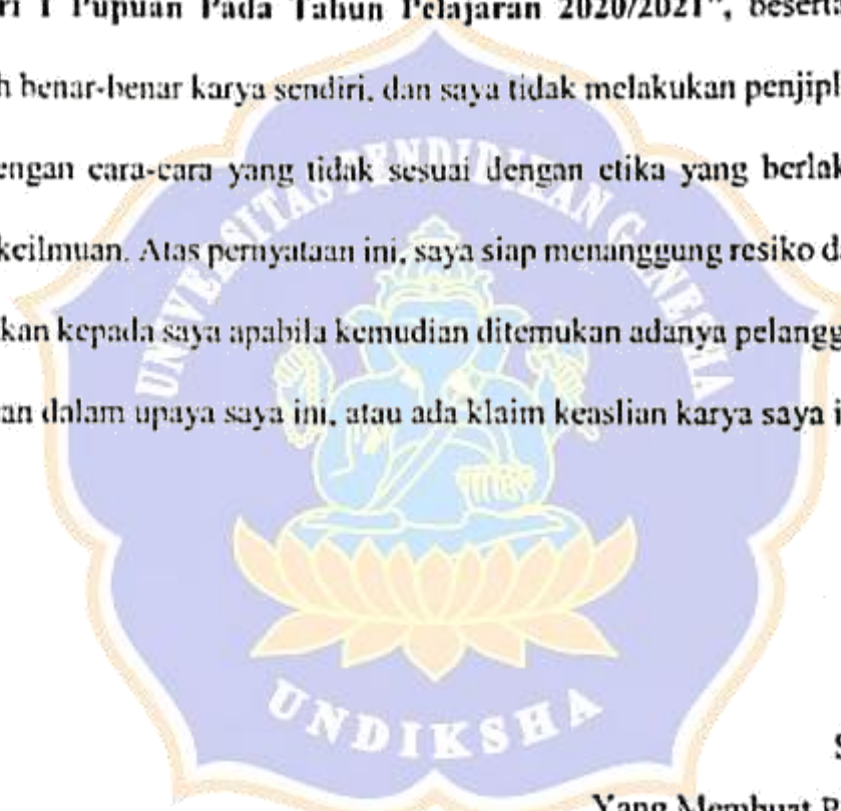 ri 1 Pupuan Pada Tahun Pelajaran 2020/2021", beserta
h benar-benar karya sendiri, dan saya tidak melakukan penjipl
engan cara-cara yang tidak sesuai dengan etika yang berlak
keilmuan. Atas pernyataan ini, saya siap menanggung resiko d
kan kepada saya apabila kemudian ditemukan adanya pelangg
an dalam upaya saya ini, atau ada klaim keaslian karya saya i
UNIVERSITAS PENDIDIKAN GANESHA
UNDIKSHA
S
Yang Membuat P